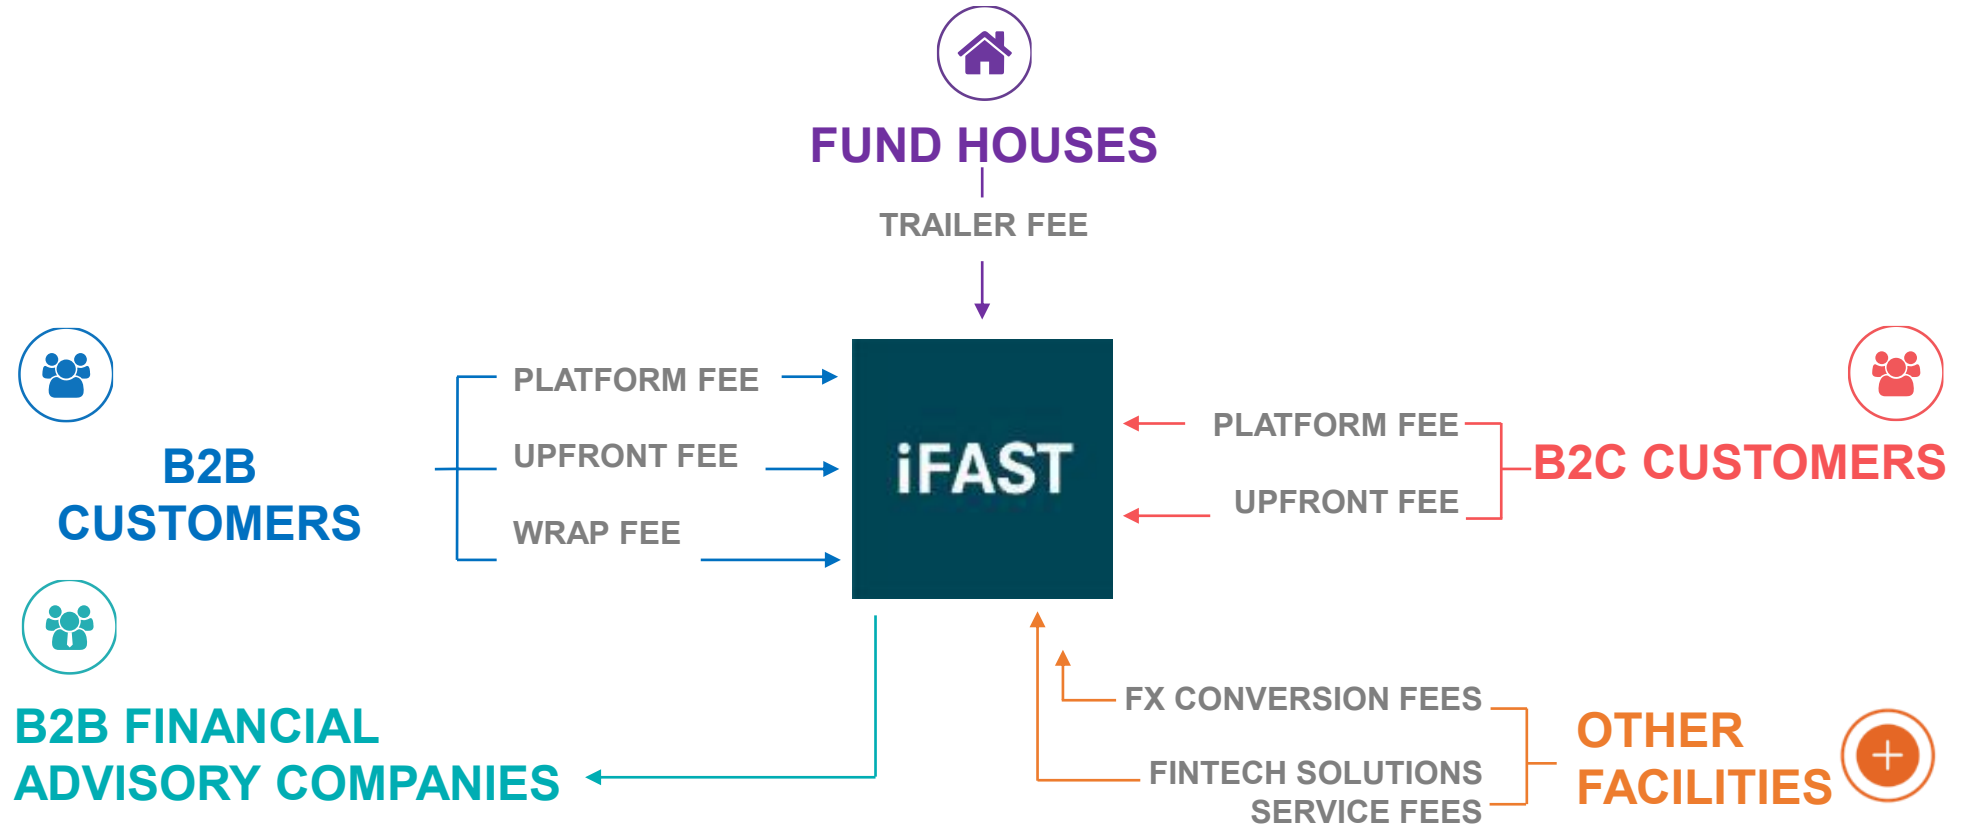 FUND HOUSES
TRAILER FEE
PLATFORM FEE
UPFRONT FEE
WRAP FEE
B2B
CUSTOMERS
iFAST
PLATFORM FEE
UPFRONT FEE
B2C CUSTOMERS
B2B FINANCIAL
ADVISORY COMPANIES
FX CONVERSION FEES
FINTECH SOLUTIONS
SERVICE FEES
OTHER
FACILITIES